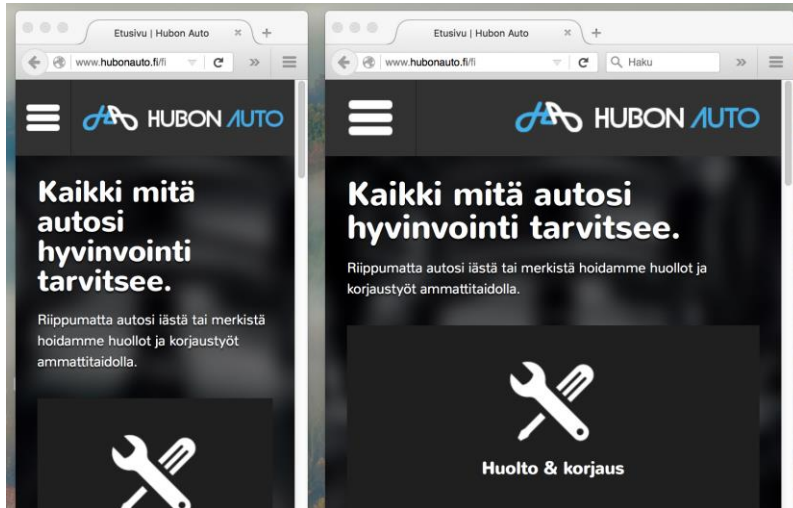 Etusivu | Hubon Auto
www.hubonauto.fi/fi
HUBON AUTO
Kaikki mitä
autosi
hyvinvointi
tarvitsee.
Riippumatta autosi iästä tai merkistä
hoidamme huollot ja korjaustyöt
ammattitaidolla.
Etusivu | Hubon Auto
www.hubonauto.fi/fi
Haku
HUBON AUTO
Kaikki mitä autosi
hyvinvointi tarvitsee.
Riippumatta autosi iästä tai merkistä hoidamme huollot ja
korjaustyöt ammattitaidolla.
Huolto & korjaus